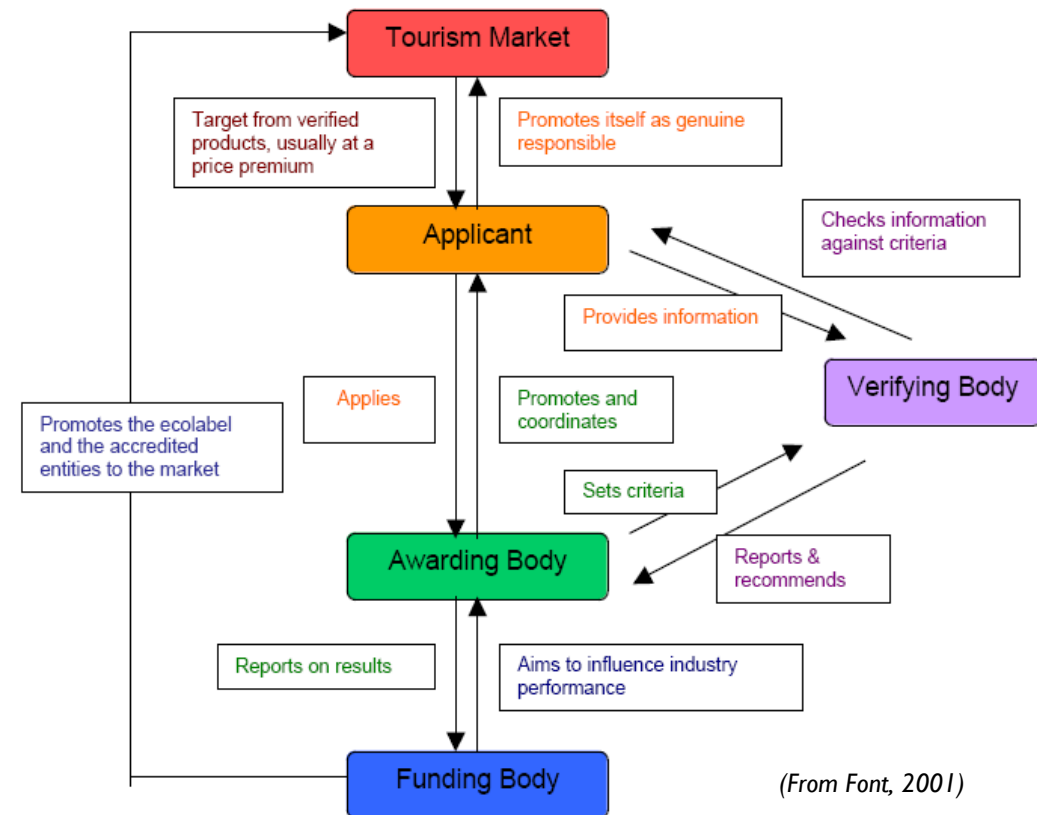 Tourism Market
Target from verified
products, usually at a
price premium
Promotes itself as genuine
responsible
Applicant
Checks information
against criteria
Provides information
Verifying Body
Applies
Promotes and
coordinates
Promotes the ecolabel
and the accredited
entities to the market
Sets criteria
Awarding Body
Reports &
recommends
Reports on results
Aims to influence industry
performance
Funding Body
(From Font, 2001)